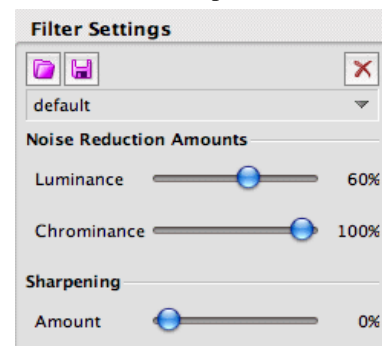 Filter Settings
default
Noise Reduction Amounts
Luminance 60%
Chrominance 100%
Sharpening
Amount 0%